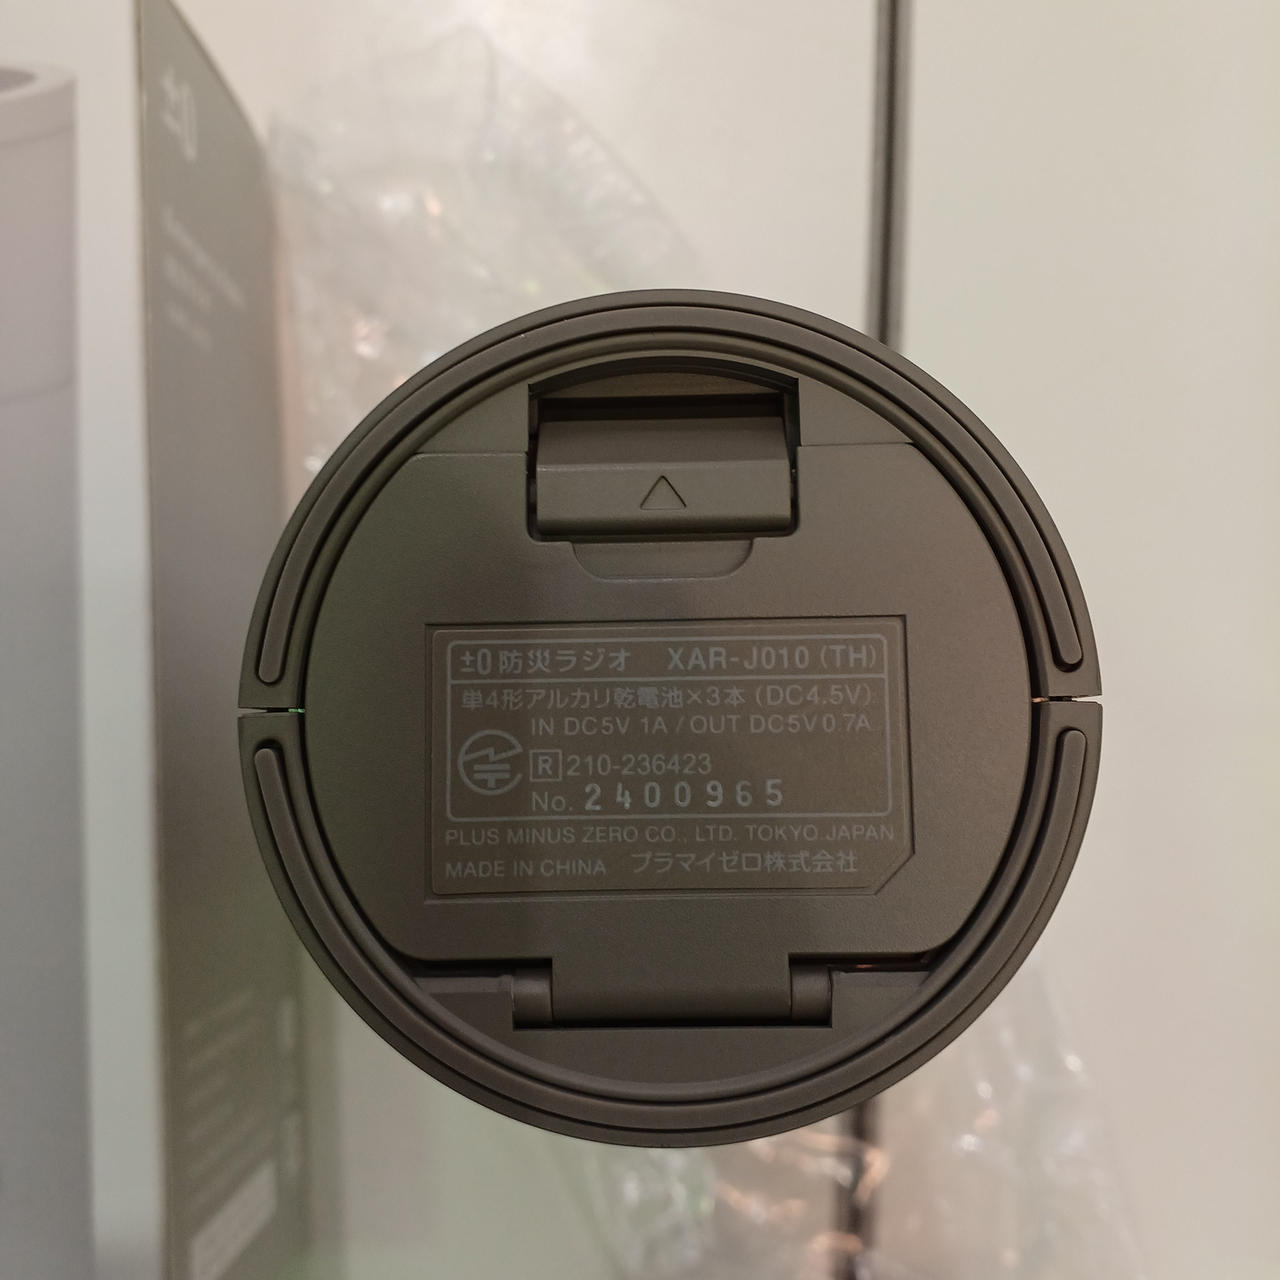 ±0
±0防災ラジオ XAR-J010 (TH)
単4形アルカリ乾電池×3本 (DC4.5V)
IN DC5V 1A / OUT DC5V 0.7A
R 210-236423
No. 2400965
PLUS MINUS ZERO CO., LTD. TOKYO JAPAN
MADE IN CHINA プラマイゼロ株式会社